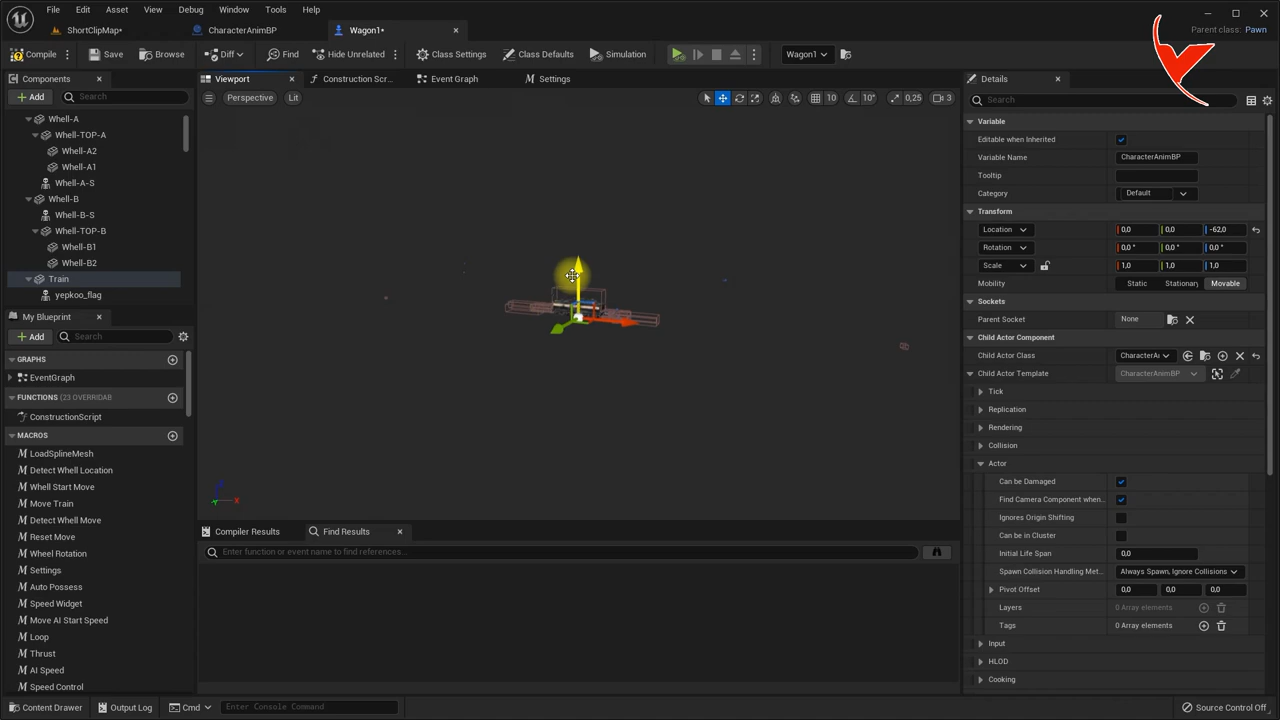 File Edit Asset View Debug Window Tools Help
ShortClipMap• CharacterAnimBP Wagon1• Parent class: Pawn
Compile Save Browse Diff Find Hide Unrelated Class Settings Class Defaults Simulation Wagon1
Components Viewport Construction Scr... Event Graph Settings Details
Add Search Perspective Lit 10 10° 0,25 3 Search
Whell-A
Whell-TOP-A
Whell-A2
Whell-A1
Whell-A-S
Whell-B
Whell-B-S
Whell-TOP-B
Whell-B1
Whell-B2
Train
yepkoo_flag
My Blueprint
Add Search
GRAPHS
EventGraph
FUNCTIONS (23 OVERRIDAB
ConstructionScript
MACROS
LoadSplineMesh
Detect Whell Location
Whell Start Move
Move Train
Detect Whell Move
Reset Move
Wheel Rotation
Settings
Auto Possess
Speed Widget
Move AI Start Speed
Loop
Thrust
AI Speed
Speed Control
X
Compiler Results Find Results
Enter function or event name to find references...
Variable
Editable when Inherited
Variable Name CharacterAnimBP
Tooltip
Category Default
Transform
Location 0,0 0,0 -62,0
Rotation 0,0 ° 0,0 ° 0,0 °
Scale 1,0 1,0 1,0
Mobility Static Stationary Movable
Sockets
Parent Socket None
Child Actor Component
Child Actor Class CharacterAi
Child Actor Template CharacterAnimBP
Tick
Replication
Rendering
Collision
Actor
Can be Damaged
Find Camera Component when...
Ignores Origin Shifting
Can be in Cluster
Initial Life Span 0,0
Spawn Collision Handling Met... Always Spawn, Ignore Collisions
Pivot Offset 0,0 0,0 0,0
Layers 0 Array elements
Tags 0 Array elements
Input
HLOD
Cooking
Content Drawer Output Log Cmd Enter Console Command Source Control Off